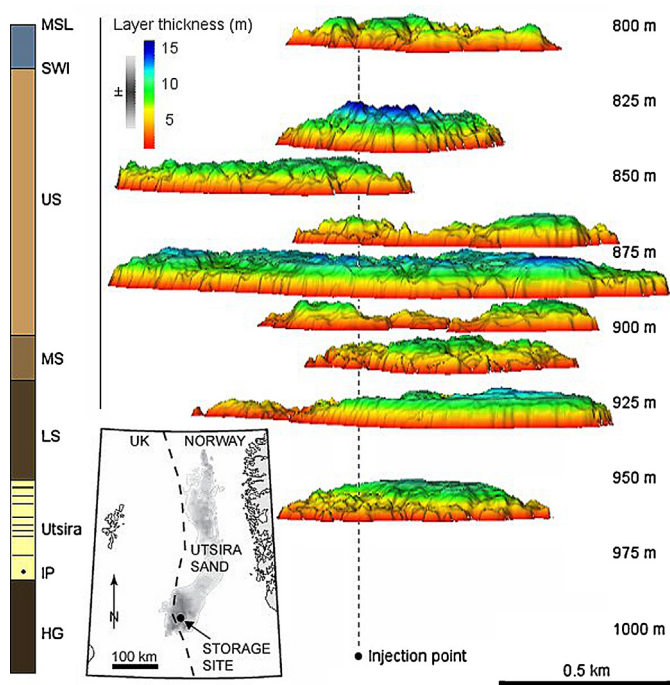 MSL
SWI
US
MS
LS
Utsira
IP
HG
Layer thickness (m)
±
15
10
5
800 m
825 m
850 m
875 m
900 m
925 m
950 m
975 m
1000 m
Injection point
0.5 km
UK
NORWAY
UTSIRA
SAND
N
STORAGE
SITE
100 km